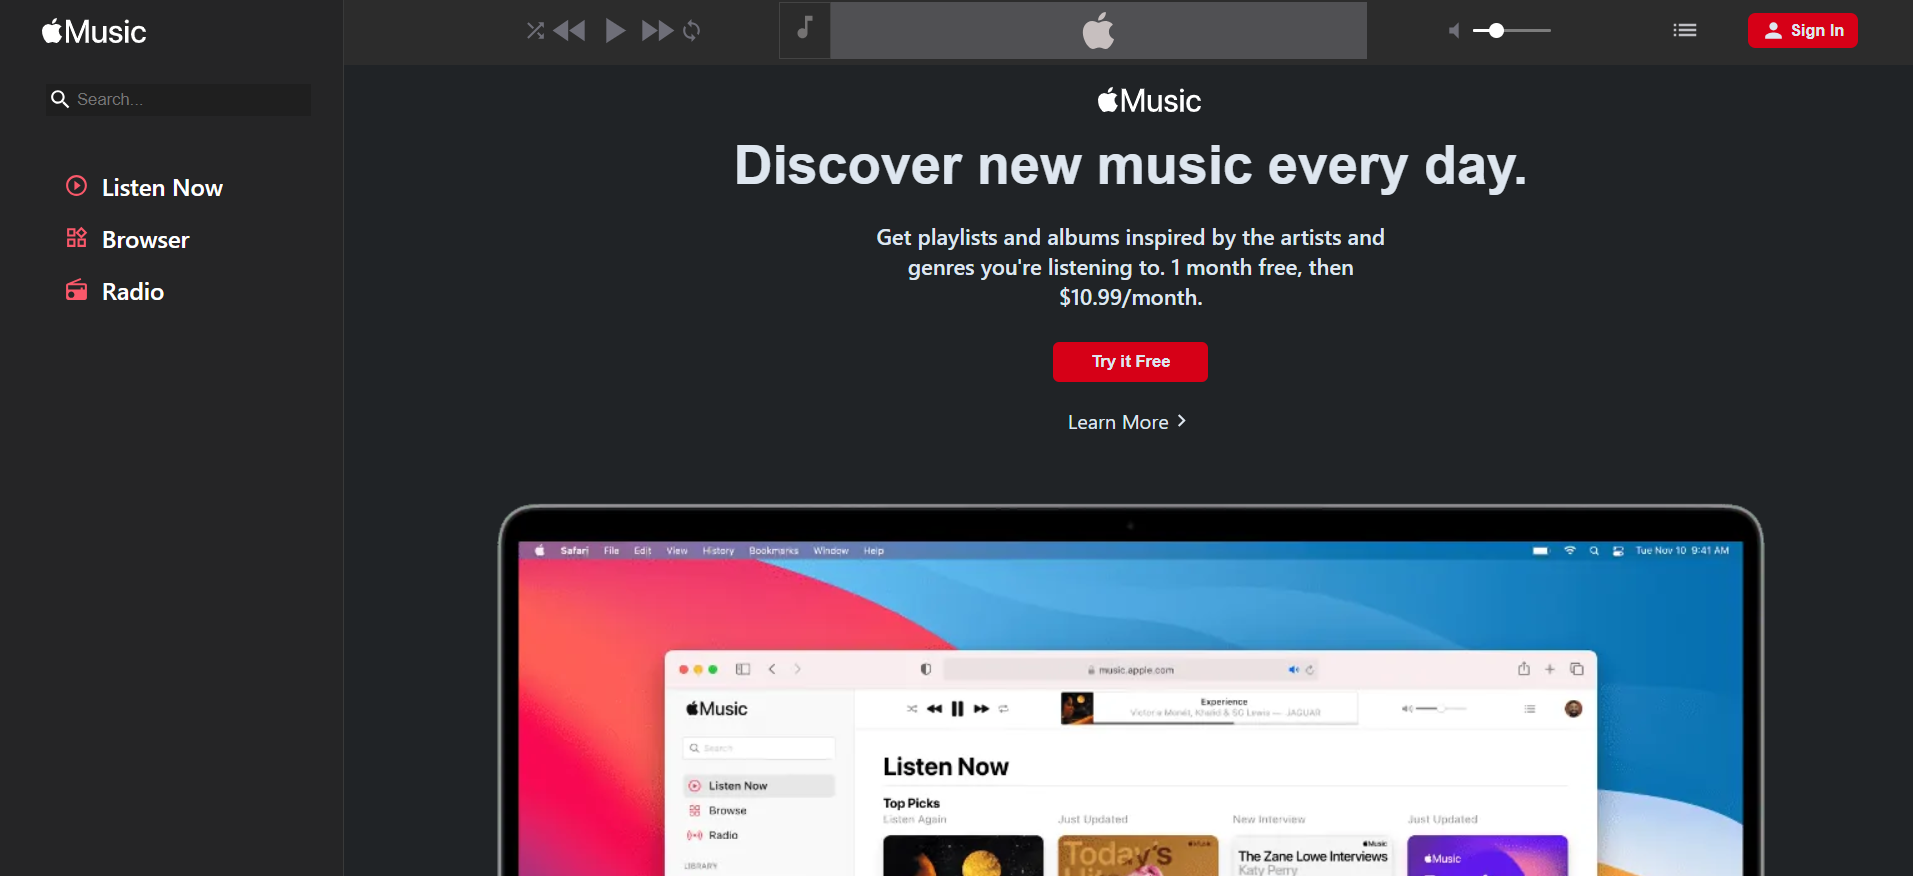 Music
Sign In
Search...
Listen Now
Browser
Radio
Music
Discover new music every day.
Get playlists and albums inspired by the artists and
genres you're listening to. 1 month free, then
$10.99/month.
Try it Free
Learn More
Safari File Edit View History Bookmarks Window Help
Tue Nov 10 9:41 AM
music.apple.com
Music
Experience
Victoria Monét, Khalid & SG Lewis — JAGUAR
Search
Listen Now
Browse
Radio
LIBRARY
Listen Now
Top Picks
Listen Again
Just Updated
New Interview
Just Updated
Today's
Music
The Zane Lowe Interviews
Katy Perry
Music